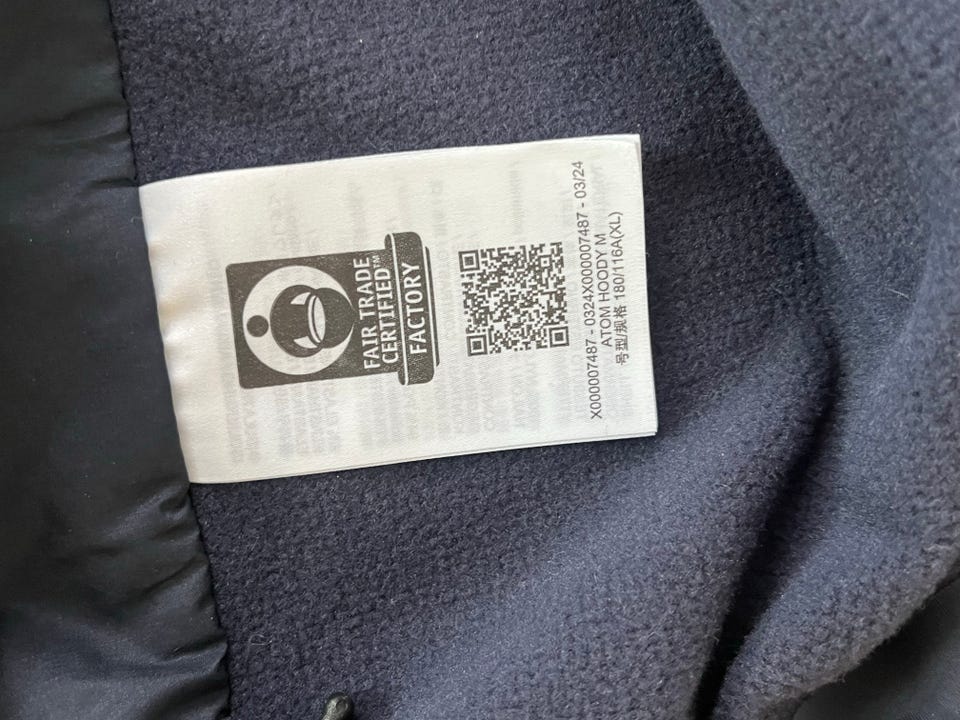 FAIR TRADE
CERTIFIED™
FACTORY
X000007487 - 0324X000007487 - 03/24
ATOM HOODY M
号型/规格 180/116A(XL)